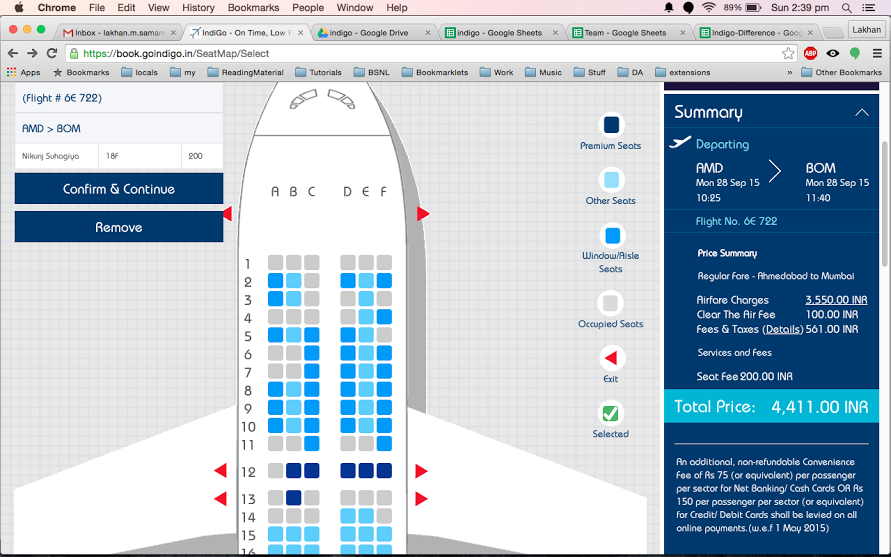 Chrome File Edit View History Bookmarks People Window Help 89% Sun 2:39 pm
Inbox - lakhan.m.saman IndiGo - On Time, Low F indigo - Google Drive indigo - Google Sheets Team - Google Sheets Indigo-Difference - Goog Lakhan
https://book.goindigo.in/SeatMap/Select ABP
Apps Bookmarks locals my ReadingMaterial Tutorials BSNL Bookmarklets Work Music Stuff DA extensions » Other Bookmarks
(Flight # 6E 722)
AMD > BOM
Nikunj Suhagiya 18F 200
Confirm & Continue
Remove
A B C D E F
1
2
3
4
5
6
7
8
9
10
11
12
13
14
15
16
Premium Seats
Other Seats
Window/Aisle
Seats
Occupied Seats
Exit
Selected
Summary
Departing
AMD BOM
Mon 28 Sep 15 Mon 28 Sep 15
10:25 11:40
Flight No. 6E 722
Price Summary
Regular Fare - Ahmedabad to Mumbai
Airfare Charges 3,550.00 INR
Clear The Air Fee 100.00 INR
Fees & Taxes (Details) 561.00 INR
Services and Fees
Seat Fee 200.00 INR
Total Price: 4,411.00 INR
An additional, non-refundable Convenience
Fee of Rs 75 (or equivalent) per passenger
per sector for Net Banking/ Cash Cards OR Rs
150 per passenger per sector (or equivalent)
for Credit/ Debit Cards shall be levied on all
online payments.(w.e.f 1 May 2015)